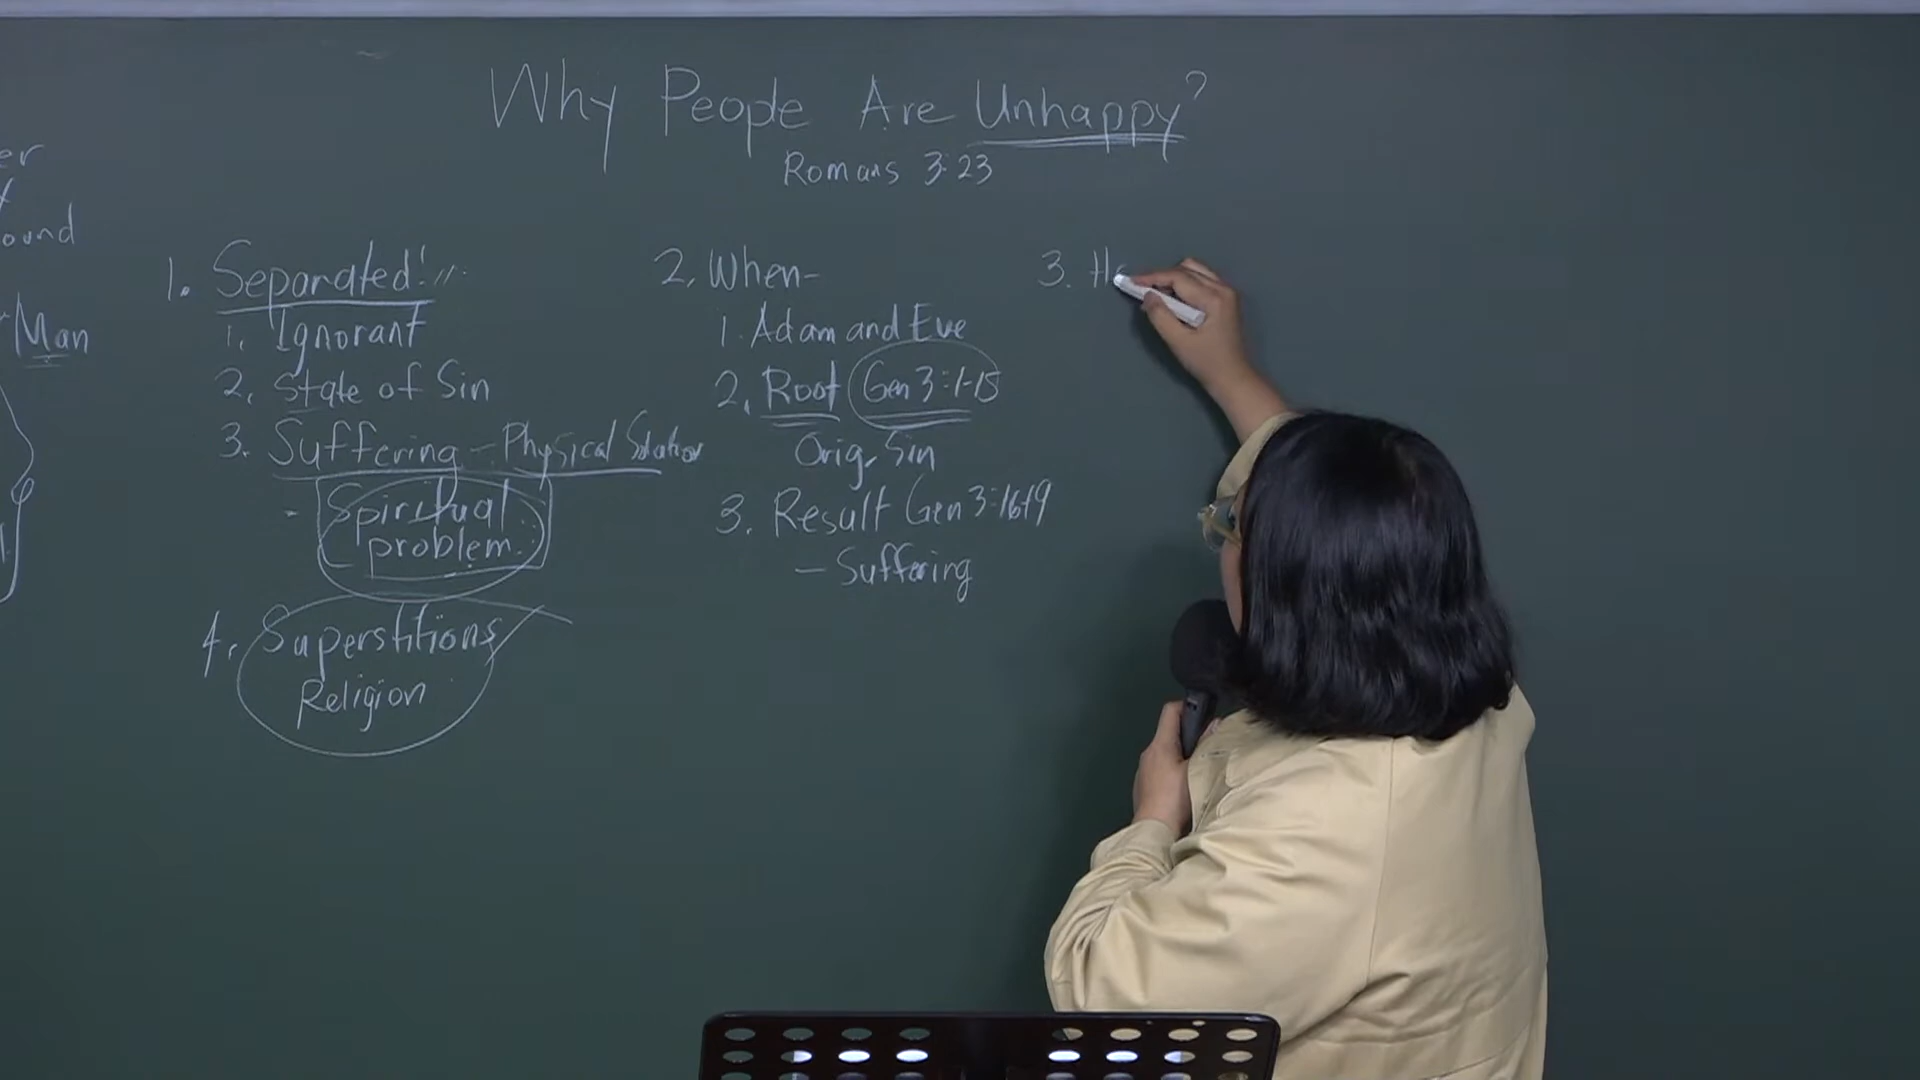 Why People Are Unhappy?
Romans 3:23
er
ound
Man
1. Separated!
1. Ignorant
2. State of Sin
3. Suffering - Physical
- Spiritual
problem
4. Superstitions
Religion
2. When-
1. Adam and Eve
2. Root Gen 3:1-15
Orig. Sin
3. Result Gen 3:16-19
- Suffering
3. Ho